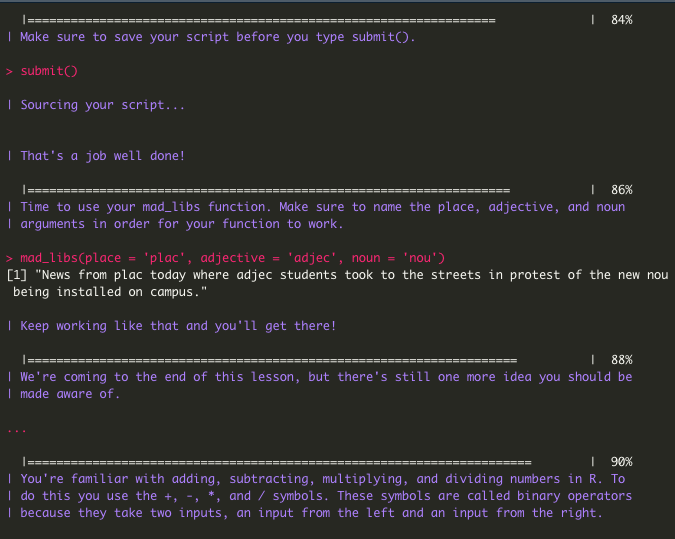 |================================================================== | 84%
| Make sure to save your script before you type submit().
> submit()
| Sourcing your script...
| That's a job well done!
|==================================================================== | 86%
| Time to use your mad_libs function. Make sure to name the place, adjective, and noun
| arguments in order for your function to work.
> mad_libs(place = 'plac', adjective = 'adjec', noun = 'nou')
[1] "News from plac today where adjec students took to the streets in protest of the new nou
being installed on campus."
| Keep working like that and you'll get there!
|===================================================================== | 88%
| We're coming to the end of this lesson, but there's still one more idea you should be
| made aware of.
...
|======================================================================= | 90%
| You're familiar with adding, subtracting, multiplying, and dividing numbers in R. To
| do this you use the +, -, *, and / symbols. These symbols are called binary operators
| because they take two inputs, an input from the left and an input from the right.